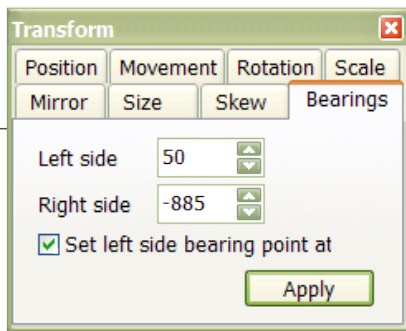 Transform
Position Movement Rotation Scale
Mirror Size Skew Bearings
Left side 50
Right side -885
Set left side bearing point at
Apply